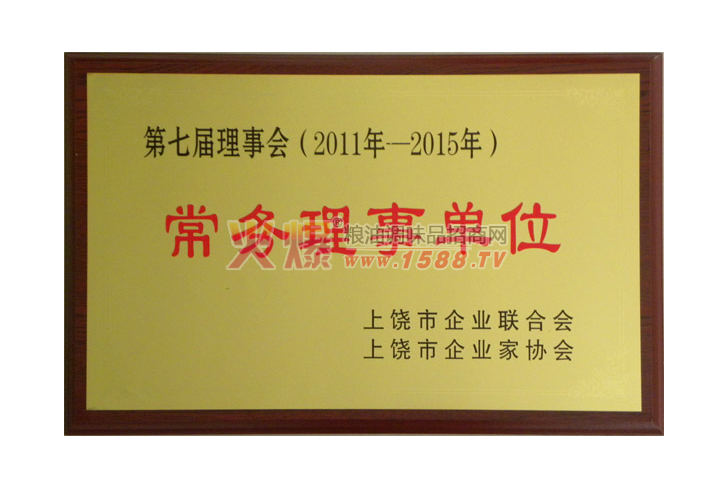 第七届理事会(2011年—2015年)
常务理事单位
火爆®粮油调味品招商网
www.1588.TV
上饶市企业联合会
上饶市企业家协会